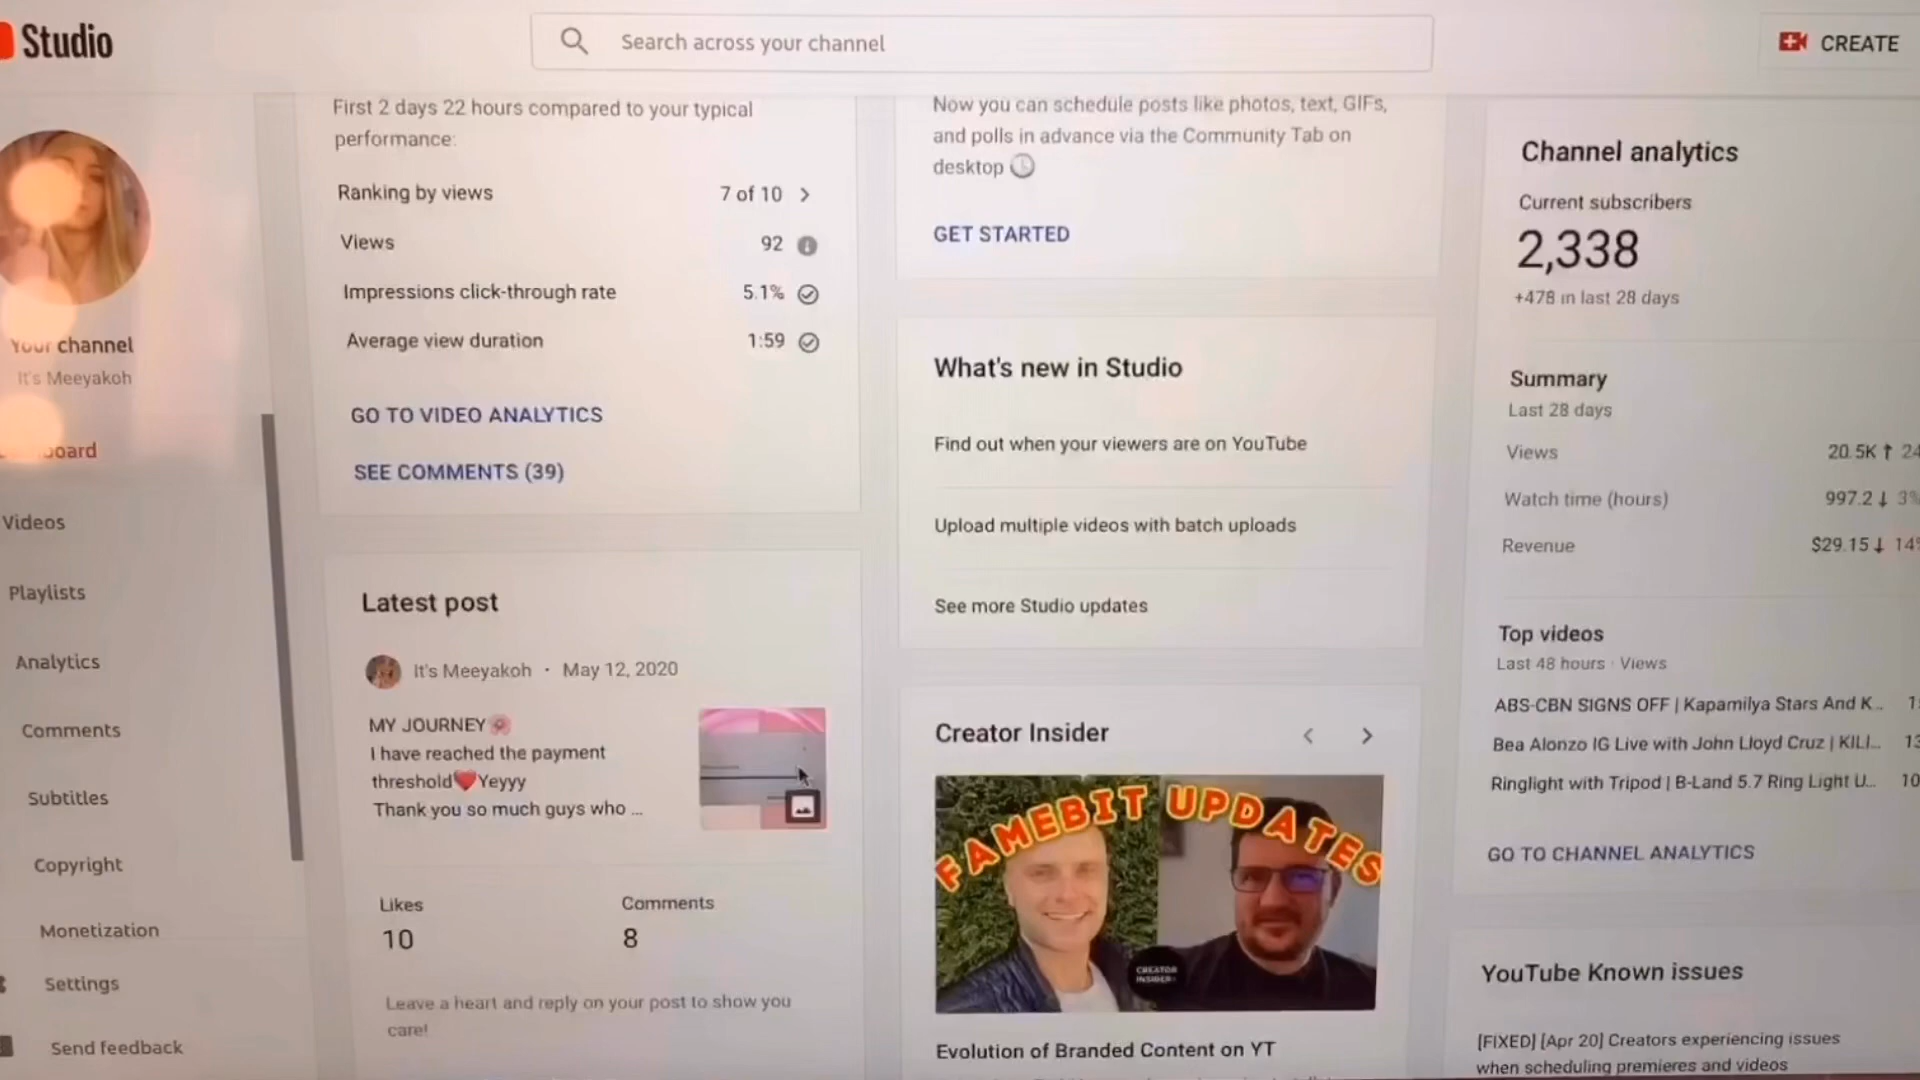 Studio
Search across your channel
CREATE
Your channel
It's Meeyakoh
board
Videos
Playlists
Analytics
Comments
Subtitles
Copyright
Monetization
Settings
Send feedback
First 2 days 22 hours compared to your typical
performance:
Ranking by views 7 of 10
Views 92
Impressions click-through rate 5.1%
Average view duration 1:59
GO TO VIDEO ANALYTICS
SEE COMMENTS (39)
Latest post
It's Meeyakoh · May 12, 2020
MY JOURNEY🌸
I have reached the payment
threshold❤️Yeyyy
Thank you so much guys who ...
Likes Comments
10 8
Leave a heart and reply on your post to show you
care!
Now you can schedule posts like photos, text, GIFs,
and polls in advance via the Community Tab on
desktop 🕒
GET STARTED
What's new in Studio
Find out when your viewers are on YouTube
Upload multiple videos with batch uploads
See more Studio updates
Creator Insider
FAMEBIT UPDATES
CREATOR
INSIDER
Evolution of Branded Content on YT
Channel analytics
Current subscribers
2,338
+478 in last 28 days
Summary
Last 28 days
Views 20.5K ↑ 24
Watch time (hours) 997.2 ↓ 3%
Revenue $29.15 ↓ 14%
Top videos
Last 48 hours · Views
ABS-CBN SIGNS OFF | Kapamilya Stars And K...
Bea Alonzo IG Live with John Lloyd Cruz | KILI... 13
Ringlight with Tripod | B-Land 5.7 Ring Light U... 10
GO TO CHANNEL ANALYTICS
YouTube Known issues
[FIXED] [Apr 20] Creators experiencing issues
when scheduling premieres and videos